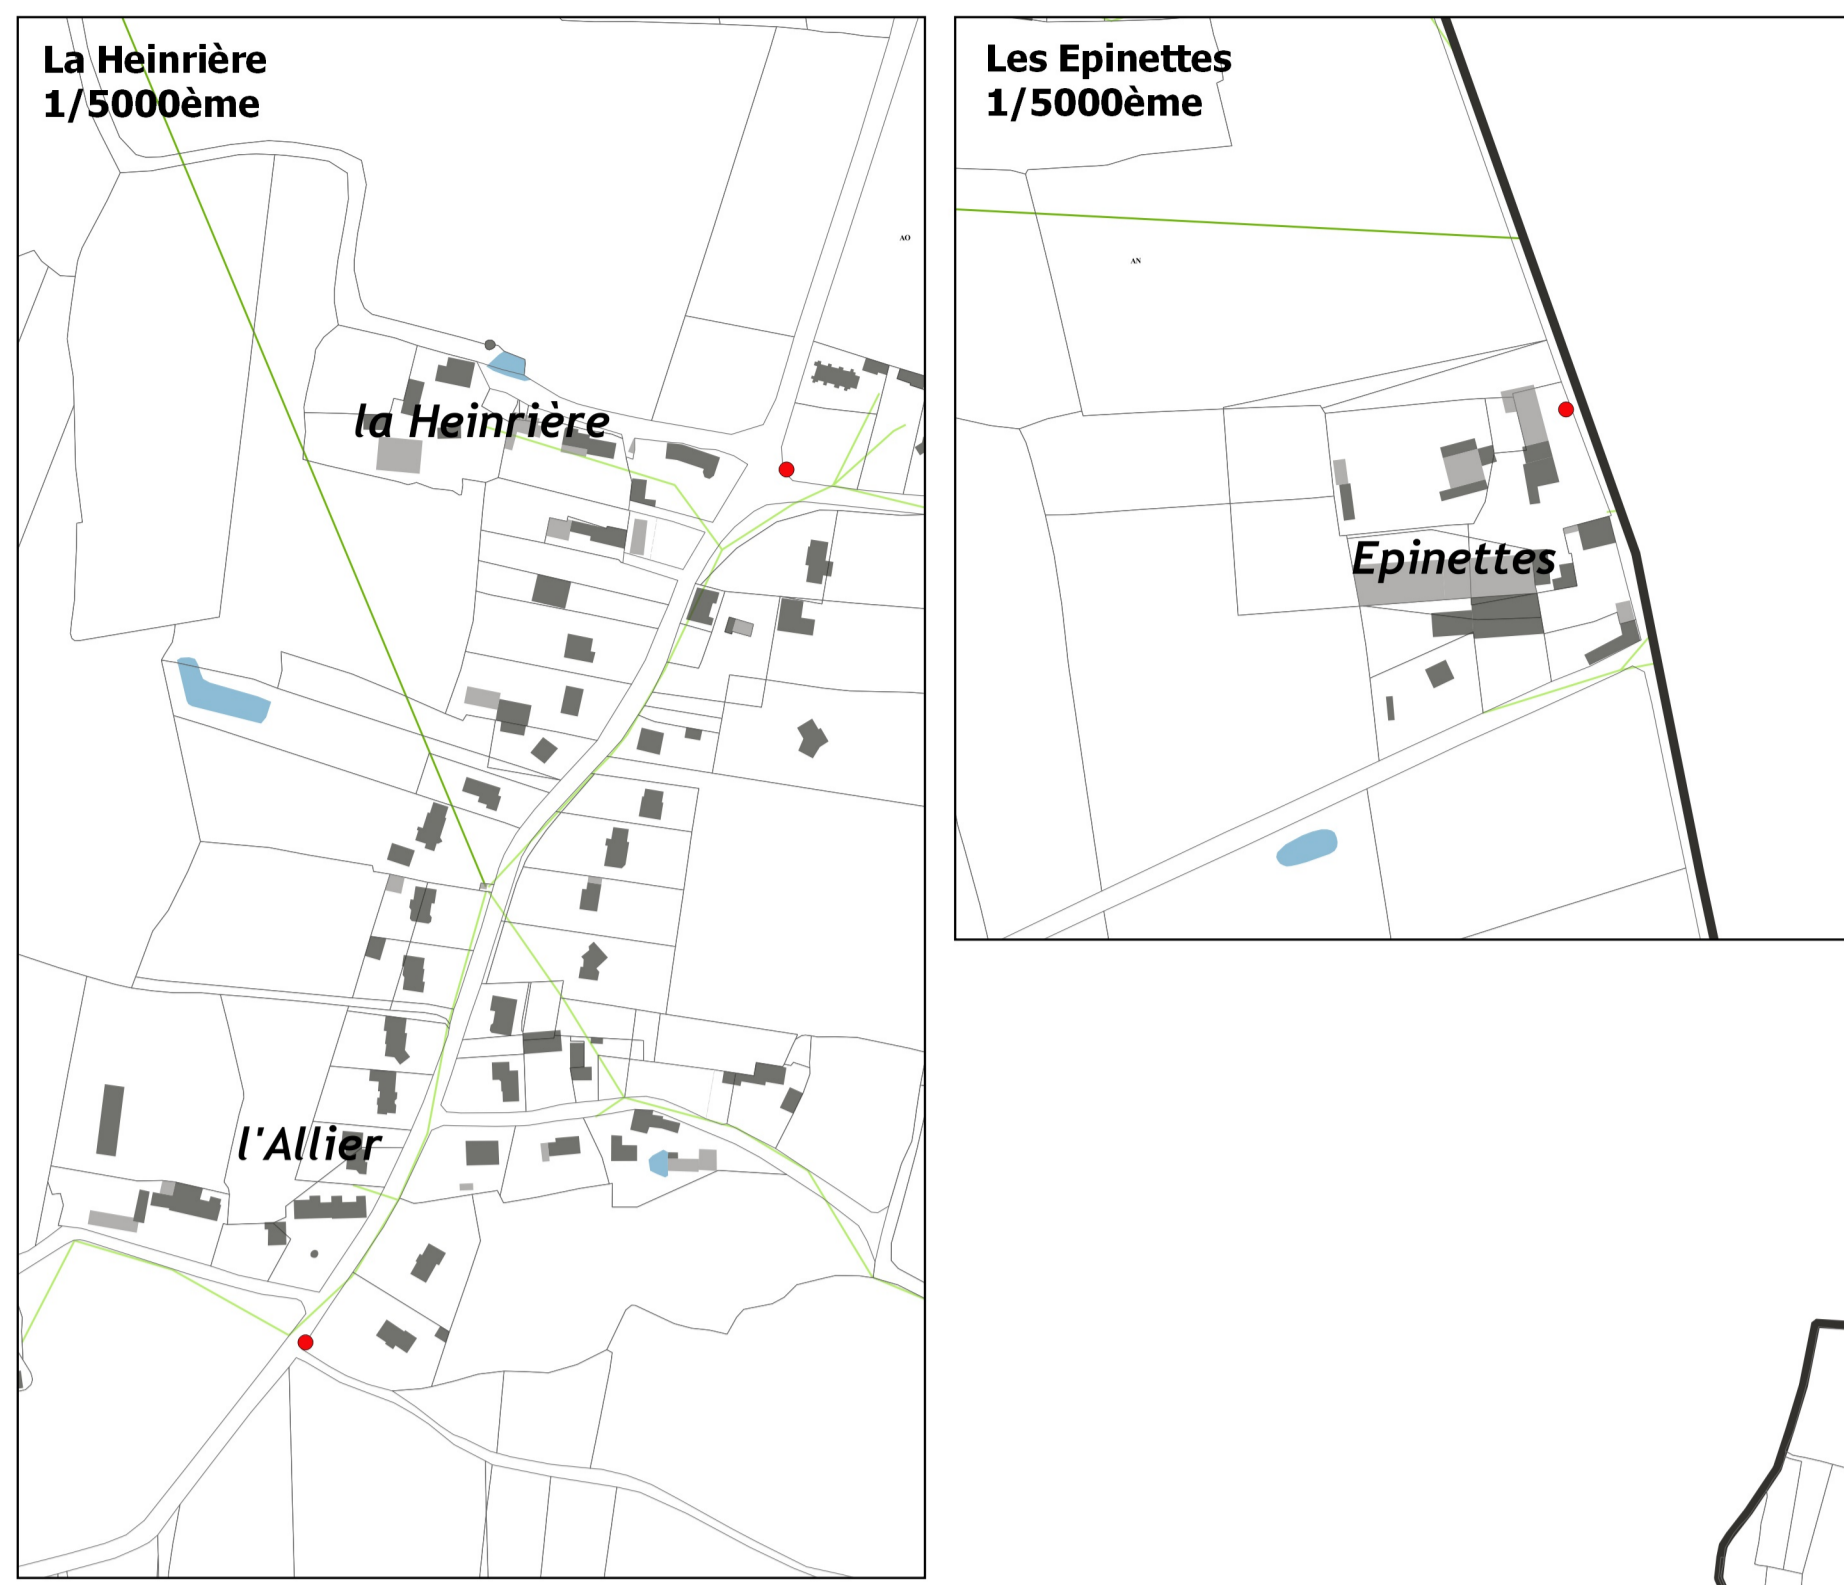 La Heinrière
1/5000ème
AO
la Heinrière
l'Allier
Les Epinettes
1/5000ème
AN
Epinettes